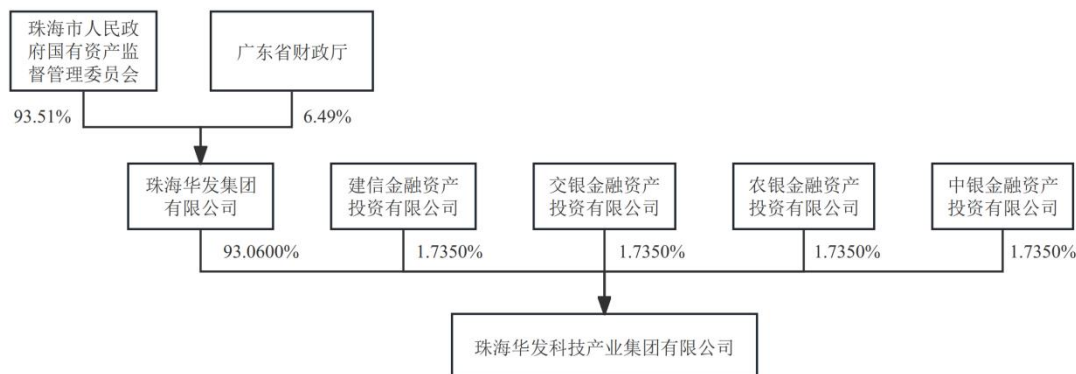 珠海市人民政
府国有资产监
督管理委员会
广东省财政厅
93.51%
6.49%
珠海华发集团
有限公司
建信金融资产
投资有限公司
交银金融资产
投资有限公司
农银金融资产
投资有限公司
中银金融资产
投资有限公司
93.0600%
1.7350%
1.7350%
1.7350%
1.7350%
珠海华发科技产业集团有限公司